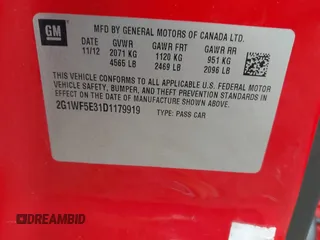 GM
MFD BY GENERAL MOTORS OF CANADA LTD.
DATE GVWR GAWR FRT GAWR RR
11/12 2071 KG 1120 KG 951 KG
4565 LB 2469 LB 2096 LB
THIS VEHICLE CONFORMS TO ALL APPLICABLE U.S. FEDERAL MOTOR
VEHICLE SAFETY, BUMPER, AND THEFT PREVENTION STANDARDS
IN EFFECT ON THE DATE OF MANUFACTURE SHOWN ABOVE.
2G1WF5E31D1179919 TYPE: PASS CAR
DREAMBID